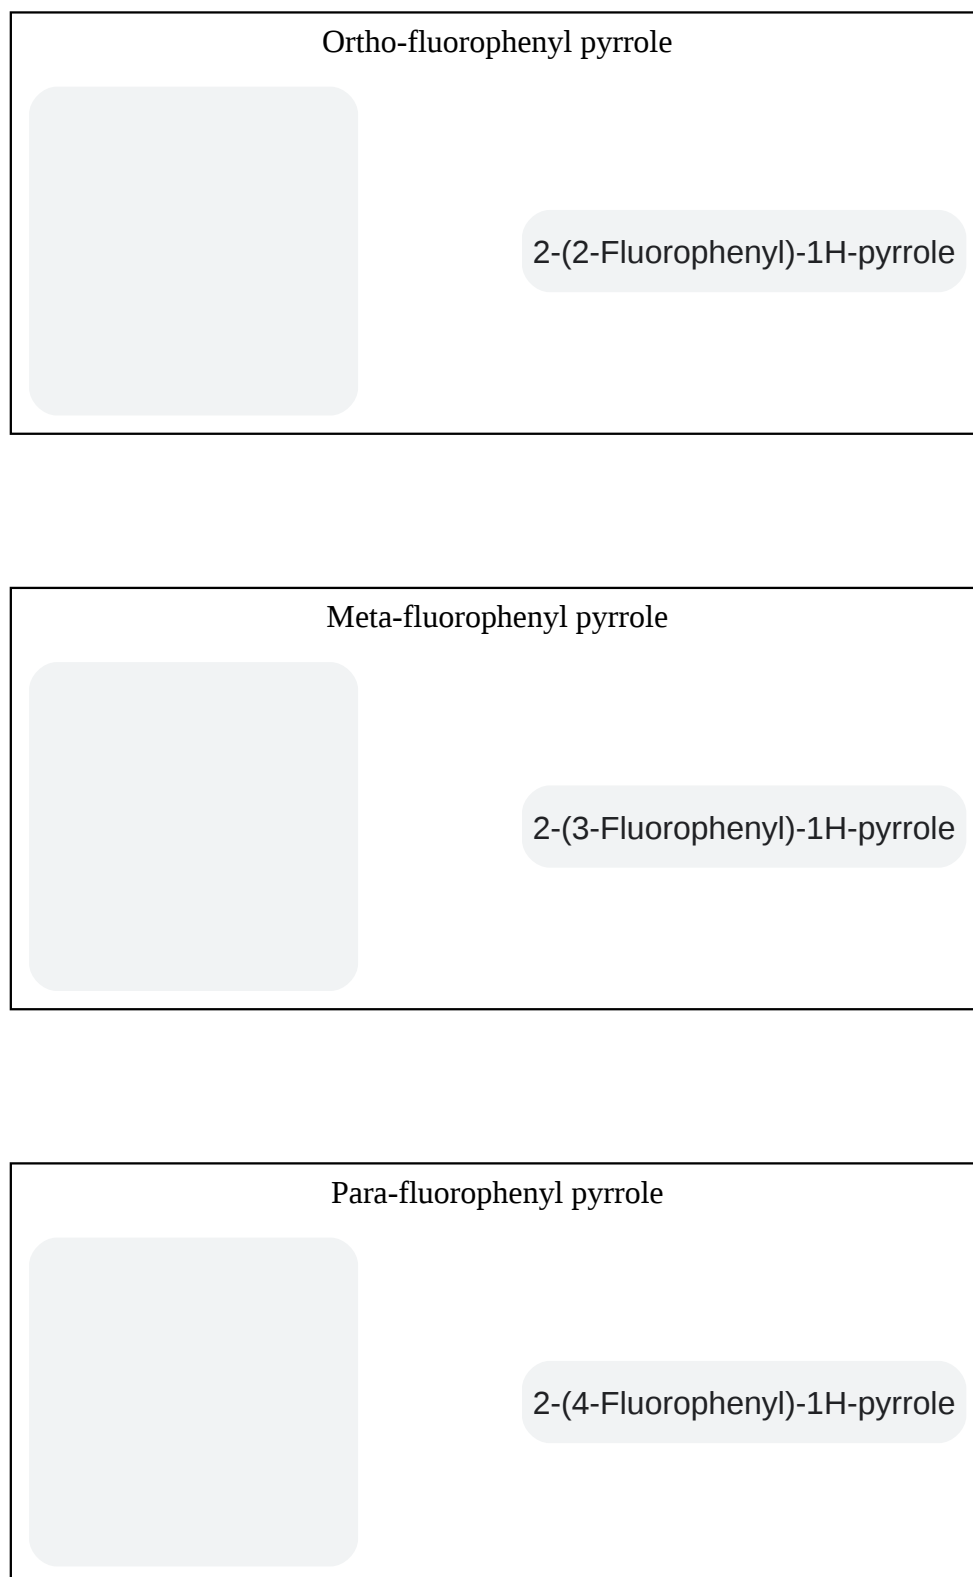 Ortho-fluorophenyl pyrrole
2-(2-Fluorophenyl)-1H-pyrrole
Meta-fluorophenyl pyrrole
2-(3-Fluorophenyl)-1H-pyrrole
Para-fluorophenyl pyrrole
2-(4-Fluorophenyl)-1H-pyrrole